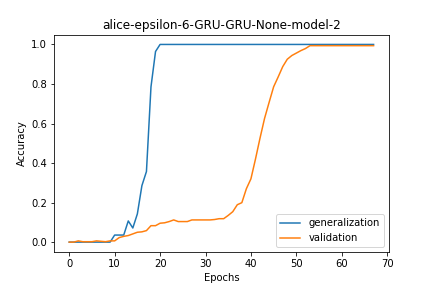 alice-epsilon-6-GRU-GRU-None-model-2
1.0
0.8
0.6
0.4
0.2
0.0
Accuracy
generalization
validation
0 10 20 30 40 50 60 70
Epochs